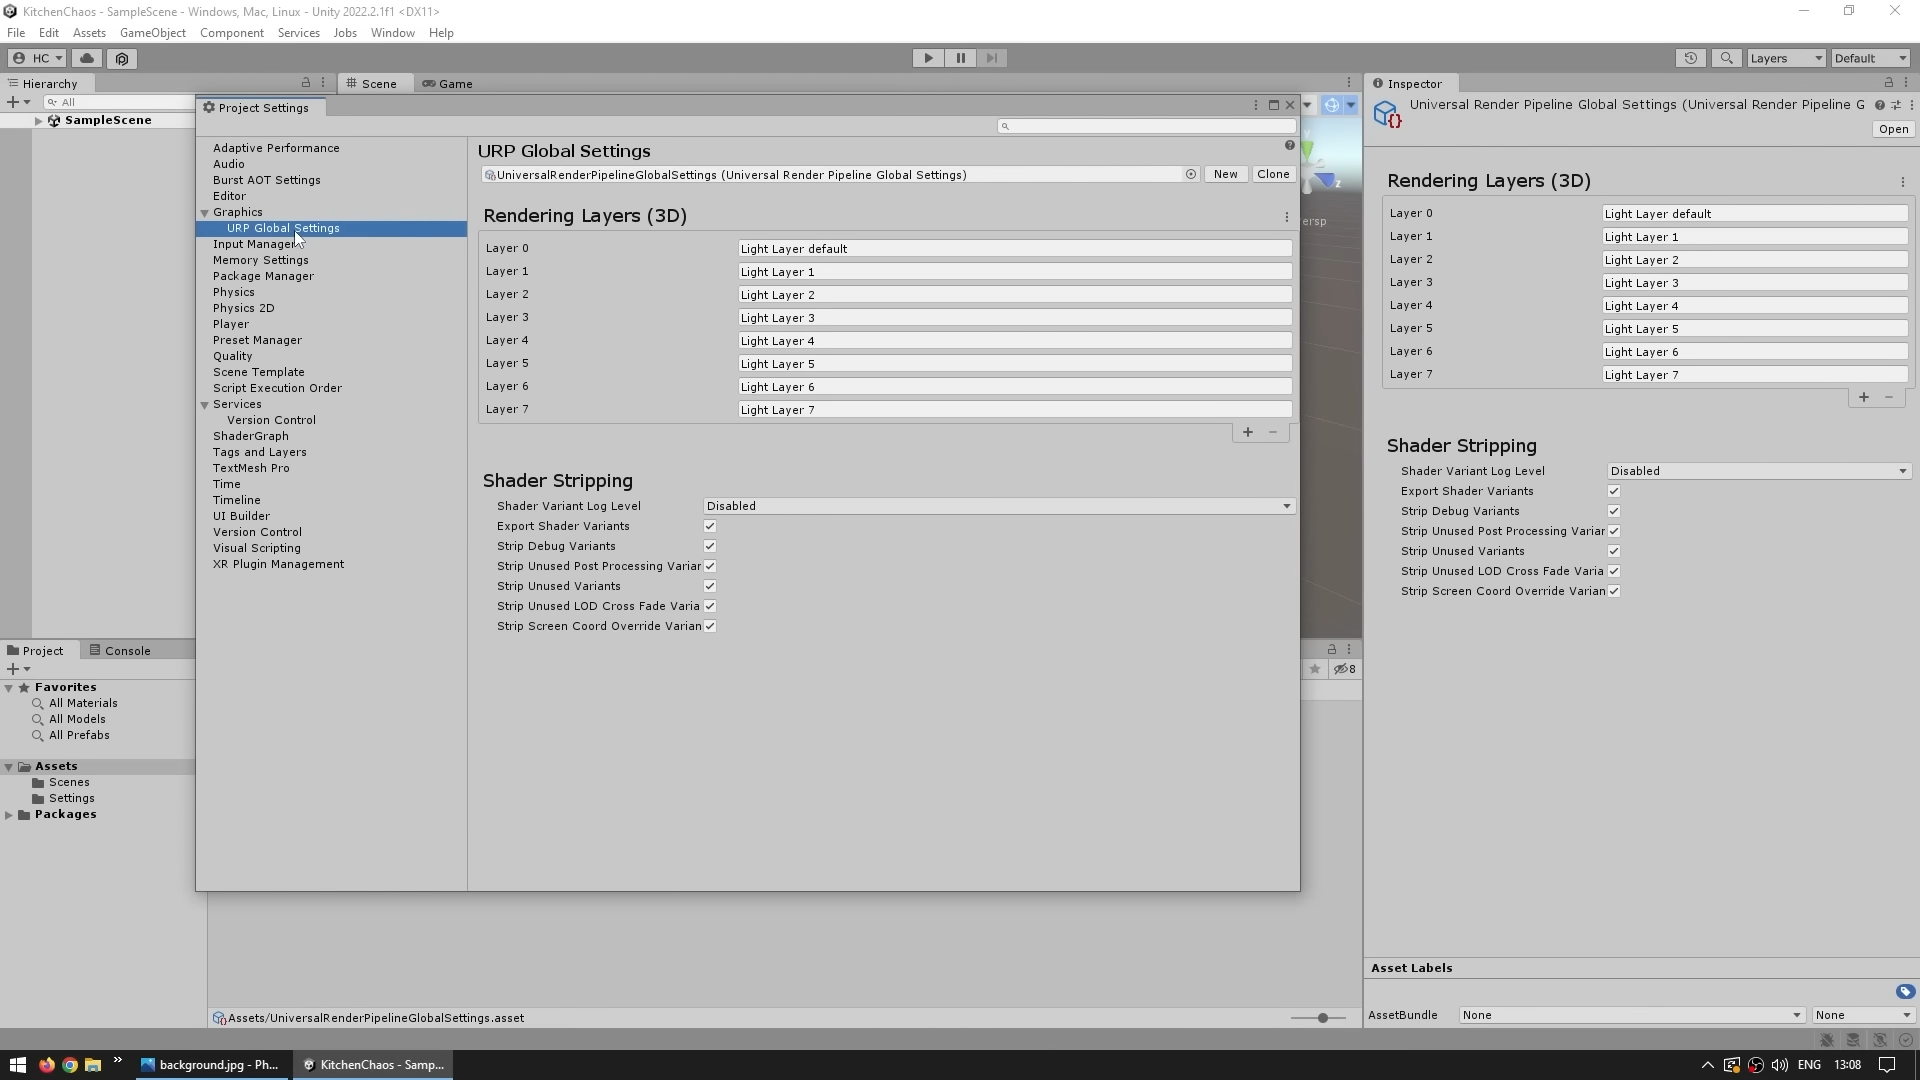 KitchenChaos - SampleScene - Windows, Mac, Linux - Unity 2022.2.1f1 <DX11>
File Edit Assets GameObject Component Services Jobs Window Help
HC Layers Default
Hierarchy
All
SampleScene
Scene Game
Project Settings
Adaptive Performance
Audio
Burst AOT Settings
Editor
Graphics
URP Global Settings
Input Manager
Memory Settings
Package Manager
Physics
Physics 2D
Player
Preset Manager
Quality
Scene Template
Script Execution Order
Services
Version Control
ShaderGraph
Tags and Layers
TextMesh Pro
Time
Timeline
UI Builder
Version Control
Visual Scripting
XR Plugin Management
URP Global Settings
UniversalRenderPipelineGlobalSettings (Universal Render Pipeline Global Settings) New Clone
Rendering Layers (3D)
Layer 0 Light Layer default
Layer 1 Light Layer 1
Layer 2 Light Layer 2
Layer 3 Light Layer 3
Layer 4 Light Layer 4
Layer 5 Light Layer 5
Layer 6 Light Layer 6
Layer 7 Light Layer 7
+ −
Shader Stripping
Shader Variant Log Level Disabled
Export Shader Variants
Strip Debug Variants
Strip Unused Post Processing Varian
Strip Unused Variants
Strip Unused LOD Cross Fade Varia
Strip Screen Coord Override Varian
y
z
ersp
8
Inspector
Universal Render Pipeline Global Settings (Universal Render Pipeline G
Open
Rendering Layers (3D)
Layer 0 Light Layer default
Layer 1 Light Layer 1
Layer 2 Light Layer 2
Layer 3 Light Layer 3
Layer 4 Light Layer 4
Layer 5 Light Layer 5
Layer 6 Light Layer 6
Layer 7 Light Layer 7
+ −
Shader Stripping
Shader Variant Log Level Disabled
Export Shader Variants
Strip Debug Variants
Strip Unused Post Processing Varian
Strip Unused Variants
Strip Unused LOD Cross Fade Varia
Strip Screen Coord Override Varian
Asset Labels
AssetBundle None None
Project Console
Favorites
All Materials
All Models
All Prefabs
Assets
Scenes
Settings
Packages
Assets/UniversalRenderPipelineGlobalSettings.asset
background.jpg - Ph... KitchenChaos - Samp... ENG 13:08